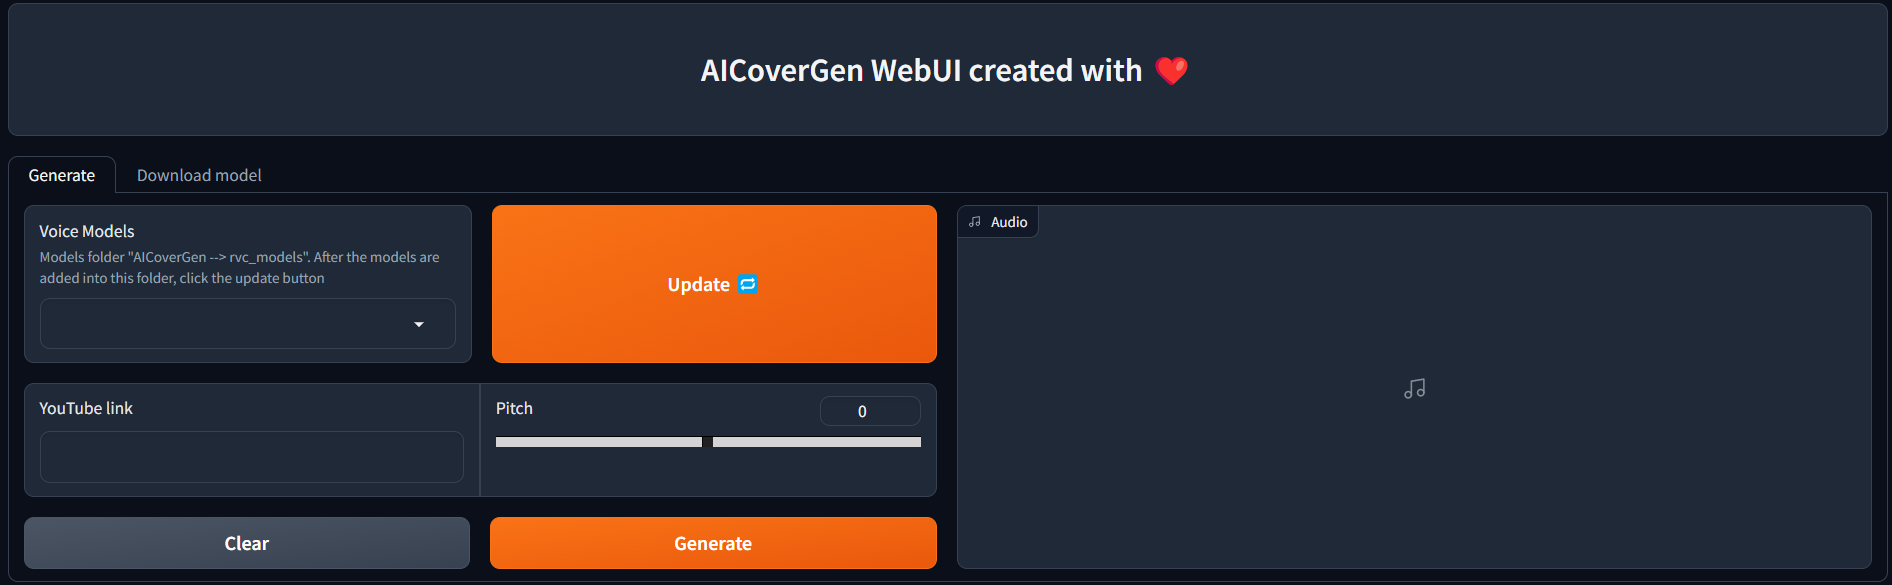 AICoverGen WebUI created with ❤️
Generate
Download model
Voice Models
Models folder "AICoverGen --> rvc_models". After the models are
added into this folder, click the update button
Update 🔁
Audio
YouTube link
Pitch
0
Clear
Generate